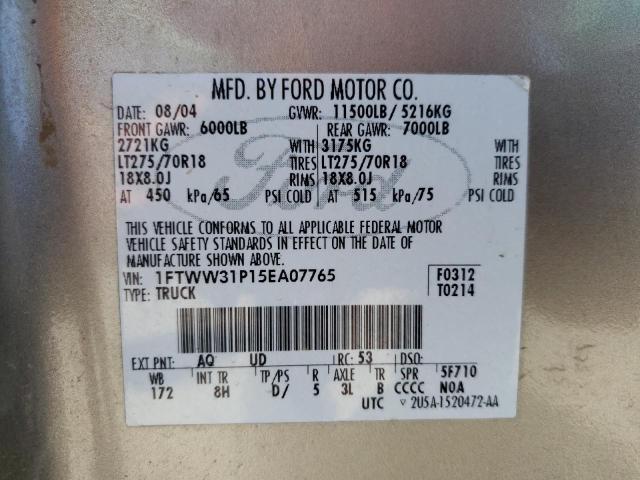 MFD. BY FORD MOTOR CO.
DATE: 08/04 GVWR: 11500LB/ 5216KG
FRONT GAWR: 6000LB REAR GAWR: 7000LB
2721KG WITH 3175KG WITH
LT275/70R18 TIRES LT275/70R18 TIRES
18X8.0J RIMS 18X8.0J RIMS
AT 450 kPa/65 PSI COLD AT 515 kPa/75 PSI COLD
Ford
THIS VEHICLE CONFORMS TO ALL APPLICABLE FEDERAL MOTOR
VEHICLE SAFETY STANDARDS IN EFFECT ON THE DATE OF
MANUFACTURE SHOWN ABOVE.
VIN: 1FTWW31P15EA07765 F0312
TYPE: TRUCK T0214
EXT PNT: AQ UD RC: 53 DSO:
WB INT TR TP/PS R AXLE TR SPR 5F710
172 8H D/ 5 3L B CCCC N0A
UTC ▽ 2U5A-1520472-AA